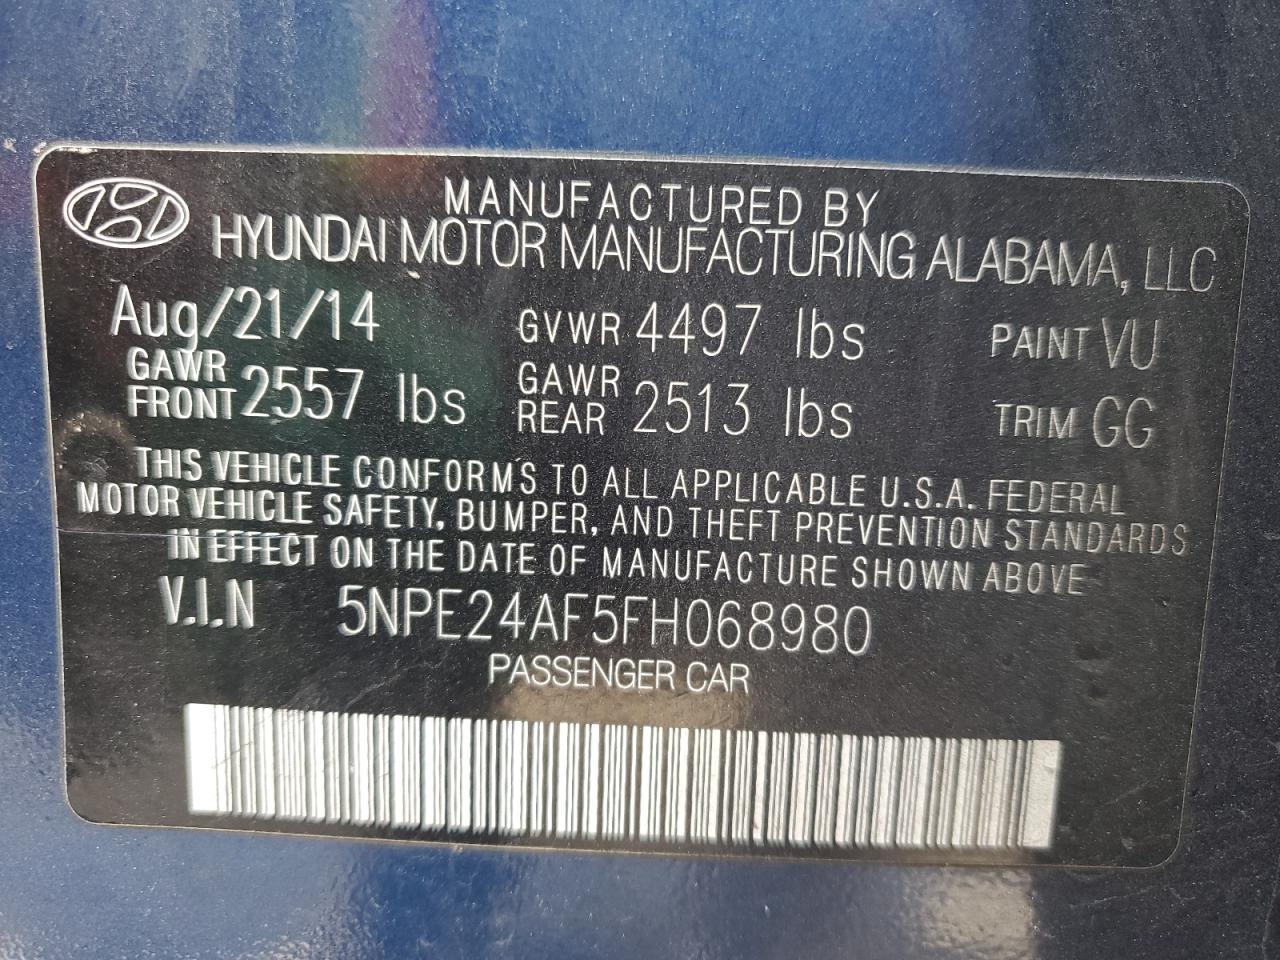 MANUFACTURED BY
HYUNDAI MOTOR MANUFACTURING ALABAMA, LLC
Aug/21/14 GVWR 4497 lbs PAINT VU
GAWR FRONT 2557 lbs GAWR REAR 2513 lbs TRIM GG
THIS VEHICLE CONFORMS TO ALL APPLICABLE U.S.A. FEDERAL
MOTOR VEHICLE SAFETY, BUMPER, AND THEFT PREVENTION STANDARDS
IN EFFECT ON THE DATE OF MANUFACTURE SHOWN ABOVE
V.I.N 5NPE24AF5FH068980
PASSENGER CAR